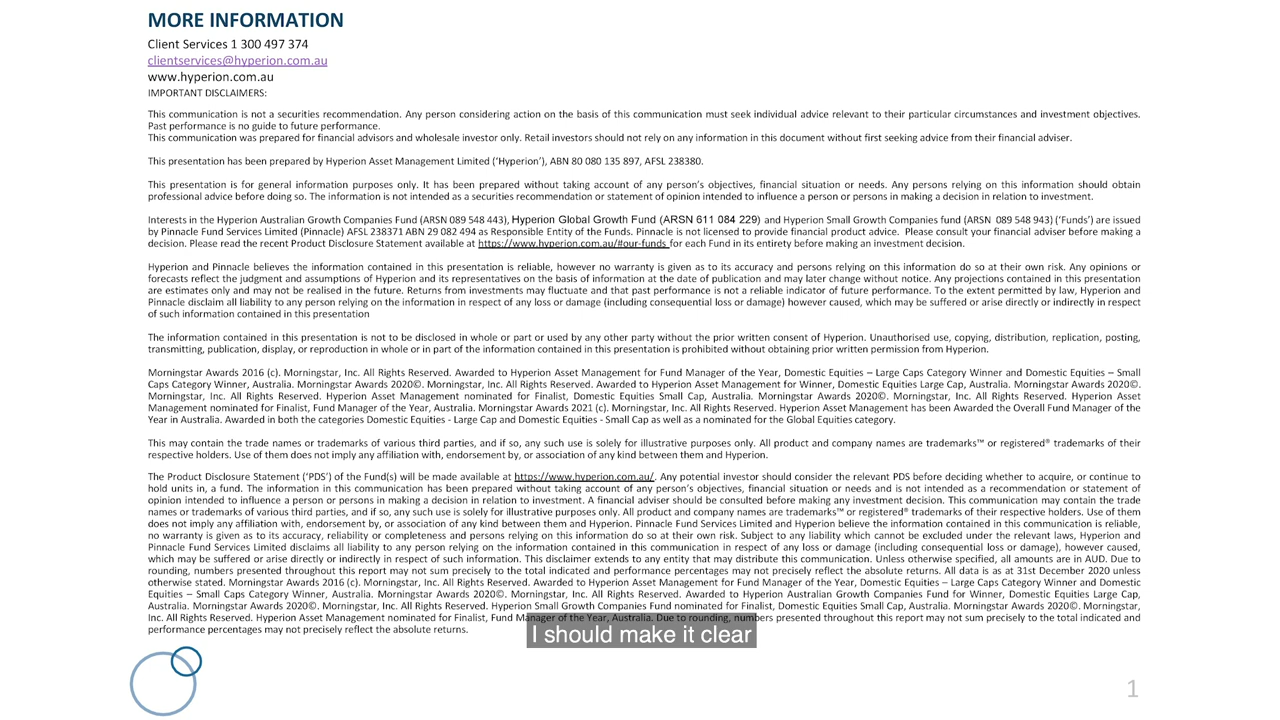 MORE INFORMATION
Client Services 1 300 497 374
clientservices@hyperion.com.au
www.hyperion.com.au
IMPORTANT DISCLAIMERS:
This communication is not a securities recommendation. Any person considering action on the basis of this communication must seek individual advice relevant to their particular circumstances and investment objectives.
Past performance is no guide to future performance.
This communication was prepared for financial advisors and wholesale investor only. Retail investors should not rely on any information in this document without first seeking advice from their financial adviser.
This presentation has been prepared by Hyperion Asset Management Limited (‘Hyperion’), ABN 80 080 135 897, AFSL 238380.
This presentation is for general information purposes only. It has been prepared without taking account of any person’s objectives, financial situation or needs. Any persons relying on this information should obtain
professional advice before doing so. The information is not intended as a securities recommendation or statement of opinion intended to influence a person or persons in making a decision in relation to investment.
Interests in the Hyperion Australian Growth Companies Fund (ARSN 089 548 443), Hyperion Global Growth Fund (ARSN 611 084 229) and Hyperion Small Growth Companies fund (ARSN 089 548 943) (‘Funds’) are issued
by Pinnacle Fund Services Limited (Pinnacle) AFSL 238371 ABN 29 082 494 as Responsible Entity of the Funds. Pinnacle is not licensed to provide financial product advice. Please consult your financial adviser before making a
decision. Please read the recent Product Disclosure Statement available at https://www.hyperion.com.au/#our-funds for each Fund in its entirety before making an investment decision.
Hyperion and Pinnacle believes the information contained in this presentation is reliable, however no warranty is given as to its accuracy and persons relying on this information do so at their own risk. Any opinions or
forecasts reflect the judgment and assumptions of Hyperion and its representatives on the basis of information at the date of publication and may later change without notice. Any projections contained in this presentation
are estimates only and may not be realised in the future. Returns from investments may fluctuate and that past performance is not a reliable indicator of future performance. To the extent permitted by law, Hyperion and
Pinnacle disclaim all liability to any person relying on the information in respect of any loss or damage (including consequential loss or damage) however caused, which may be suffered or arise directly or indirectly in respect
of such information contained in this presentation
The information contained in this presentation is not to be disclosed in whole or part or used by any other party without the prior written consent of Hyperion. Unauthorised use, copying, distribution, replication, posting,
transmitting, publication, display, or reproduction in whole or in part of the information contained in this presentation is prohibited without obtaining prior written permission from Hyperion.
Morningstar Awards 2016 (c). Morningstar, Inc. All Rights Reserved. Awarded to Hyperion Asset Management for Fund Manager of the Year, Domestic Equities – Large Caps Category Winner and Domestic Equities – Small
Caps Category Winner, Australia. Morningstar Awards 2020©. Morningstar, Inc. All Rights Reserved. Awarded to Hyperion Asset Management for Winner, Domestic Equities Large Cap, Australia. Morningstar Awards 2020©.
Morningstar, Inc. All Rights Reserved. Hyperion Asset Management nominated for Finalist, Domestic Equities Small Cap, Australia. Morningstar Awards 2020©. Morningstar, Inc. All Rights Reserved. Hyperion Asset
Management nominated for Finalist, Fund Manager of the Year, Australia. Morningstar Awards 2021 (c). Morningstar, Inc. All Rights Reserved. Hyperion Asset Management has been Awarded the Overall Fund Manager of the
Year in Australia. Awarded in both the categories Domestic Equities - Large Cap and Domestic Equities - Small Cap as well as a nominated for the Global Equities category.
This may contain the trade names or trademarks of various third parties, and if so, any such use is solely for illustrative purposes only. All product and company names are trademarks™ or registered® trademarks of their
respective holders. Use of them does not imply any affiliation with, endorsement by, or association of any kind between them and Hyperion.
The Product Disclosure Statement (‘PDS’) of the Fund(s) will be made available at https://www.hyperion.com.au/. Any potential investor should consider the relevant PDS before deciding whether to acquire, or continue to
hold units in, a fund. The information in this communication has been prepared without taking account of any person’s objectives, financial situation or needs and is not intended as a recommendation or statement of
opinion intended to influence a person or persons in making a decision in relation to investment. A financial adviser should be consulted before making any investment decision. This communication may contain the trade
names or trademarks of various third parties, and if so, any such use is solely for illustrative purposes only. All product and company names are trademarks™ or registered® trademarks of their respective holders. Use of them
does not imply any affiliation with, endorsement by, or association of any kind between them and Hyperion. Pinnacle Fund Services Limited and Hyperion believe the information contained in this communication is reliable,
no warranty is given as to its accuracy, reliability or completeness and persons relying on this information do so at their own risk. Subject to any liability which cannot be excluded under the relevant laws, Hyperion and
Pinnacle Fund Services Limited disclaims all liability to any person relying on the information contained in this communication in respect of any loss or damage (including consequential loss or damage), however caused,
which may be suffered or arise directly or indirectly in respect of such information. This disclaimer extends to any entity that may distribute this communication. Unless otherwise specified, all amounts are in AUD. Due to
rounding, numbers presented throughout this report may not sum precisely to the total indicated and performance percentages may not precisely reflect the absolute returns. All data is as at 31st December 2020 unless
otherwise stated. Morningstar Awards 2016 (c). Morningstar, Inc. All Rights Reserved. Awarded to Hyperion Asset Management for Fund Manager of the Year, Domestic Equities – Large Caps Category Winner and Domestic
Equities – Small Caps Category Winner, Australia. Morningstar Awards 2020©. Morningstar, Inc. All Rights Reserved. Awarded to Hyperion Australian Growth Companies Fund for Winner, Domestic Equities Large Cap,
Australia. Morningstar Awards 2020©. Morningstar, Inc. All Rights Reserved. Hyperion Small Growth Companies Fund nominated for Finalist, Domestic Equities Small Cap, Australia. Morningstar Awards 2020©. Morningstar,
Inc. All Rights Reserved. Hyperion Asset Management nominated for Finalist, Fund Manager of the Year, Australia. Due to rounding, numbers presented throughout this report may not sum precisely to the total indicated and
performance percentages may not precisely reflect the absolute returns.
I should make it clear
1